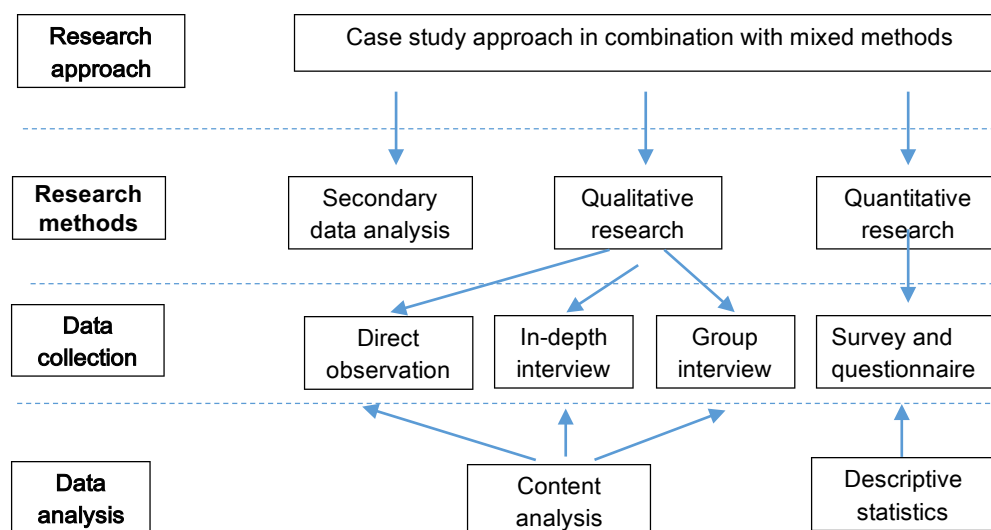 Research
approach
Case study approach in combination with mixed methods
Research
methods
Secondary
data analysis
Qualitative
research
Quantitative
research
Data
collection
Direct
observation
In-depth
interview
Group
interview
Survey and
questionnaire
Data
analysis
Content
analysis
Descriptive
statistics